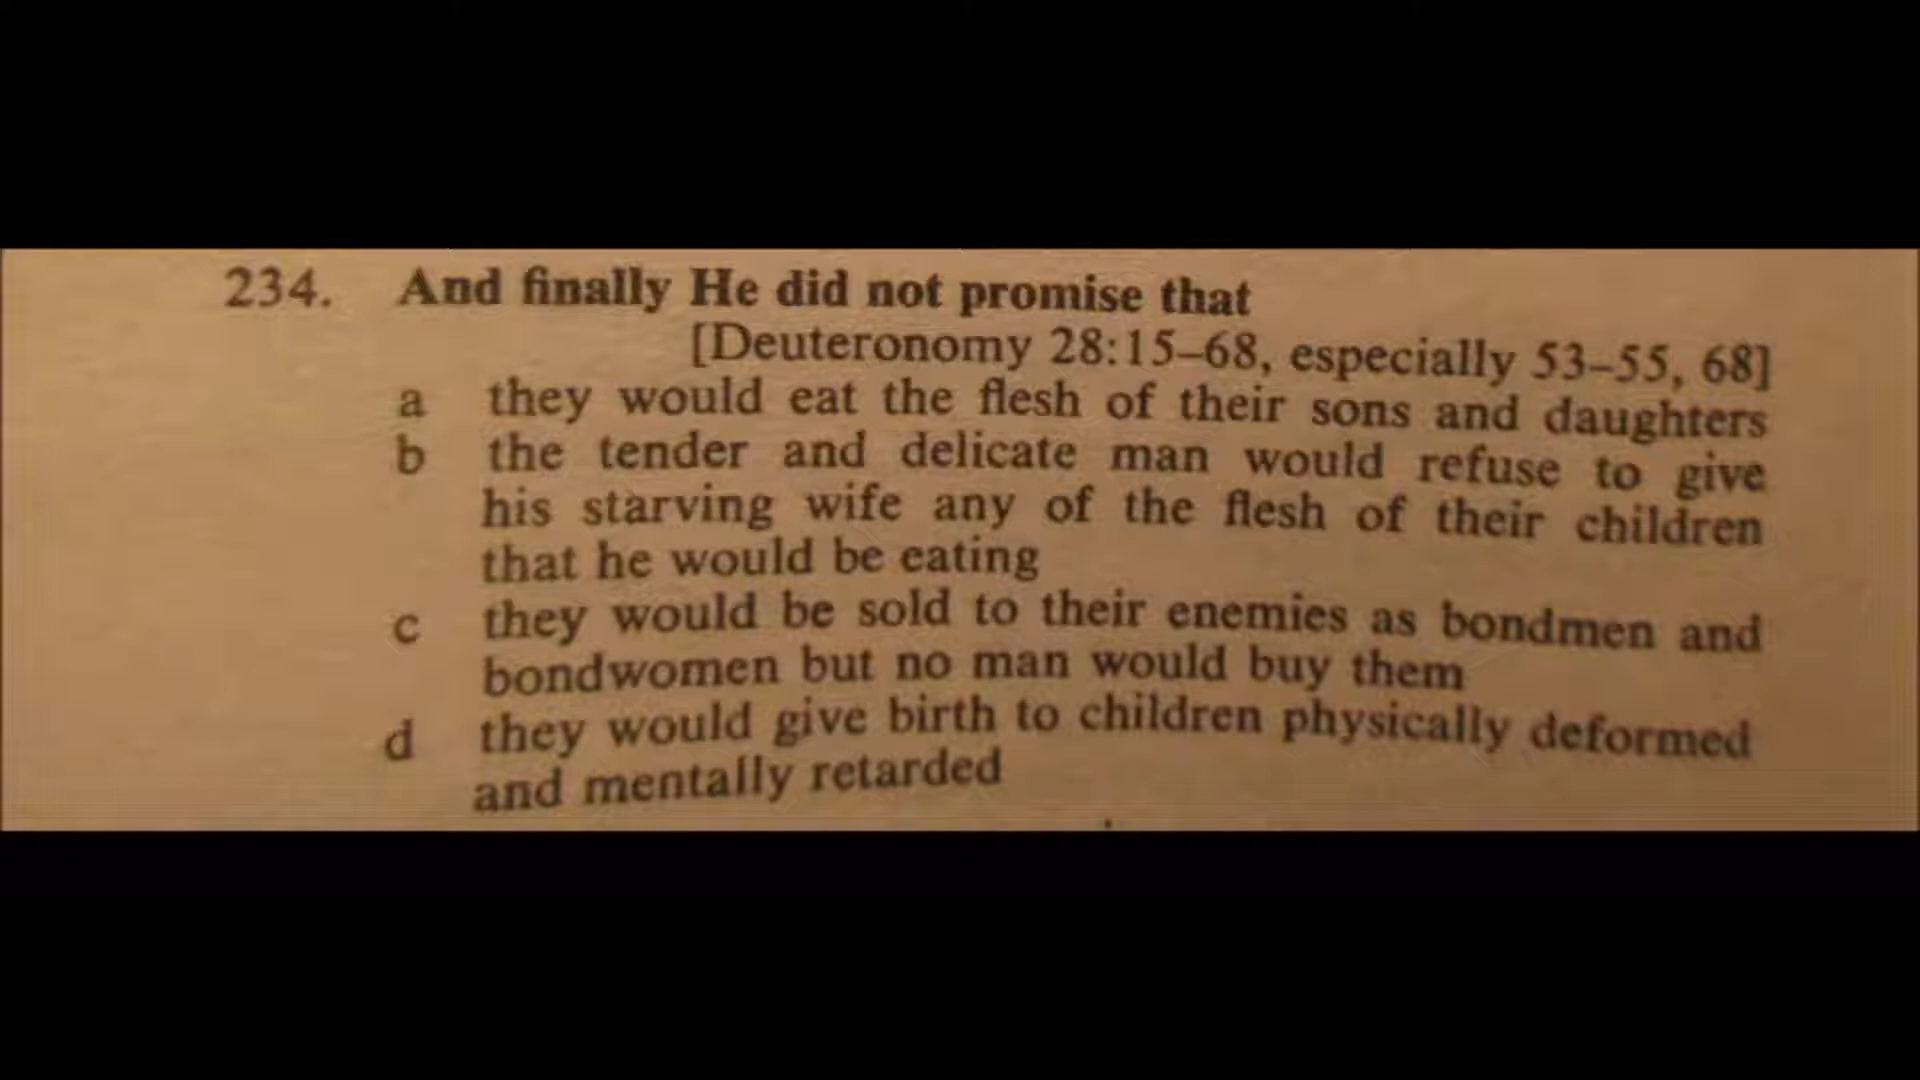 234. And finally He did not promise that
[Deuteronomy 28:15–68, especially 53–55, 68]
a they would eat the flesh of their sons and daughters
b the tender and delicate man would refuse to give
his starving wife any of the flesh of their children
that he would be eating
c they would be sold to their enemies as bondmen and
bondwomen but no man would buy them
d they would give birth to children physically deformed
and mentally retarded